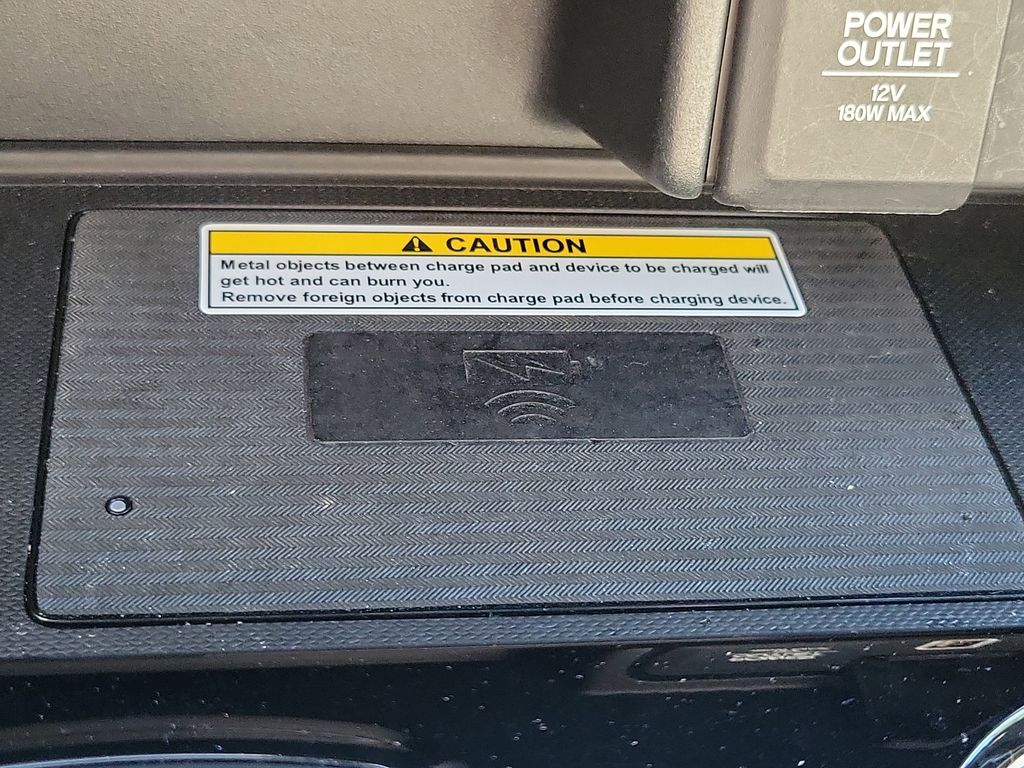 POWER
OUTLET
12V
180W MAX
CAUTION
Metal objects between charge pad and device to be charged will
get hot and can burn you.
Remove foreign objects from charge pad before charging device.